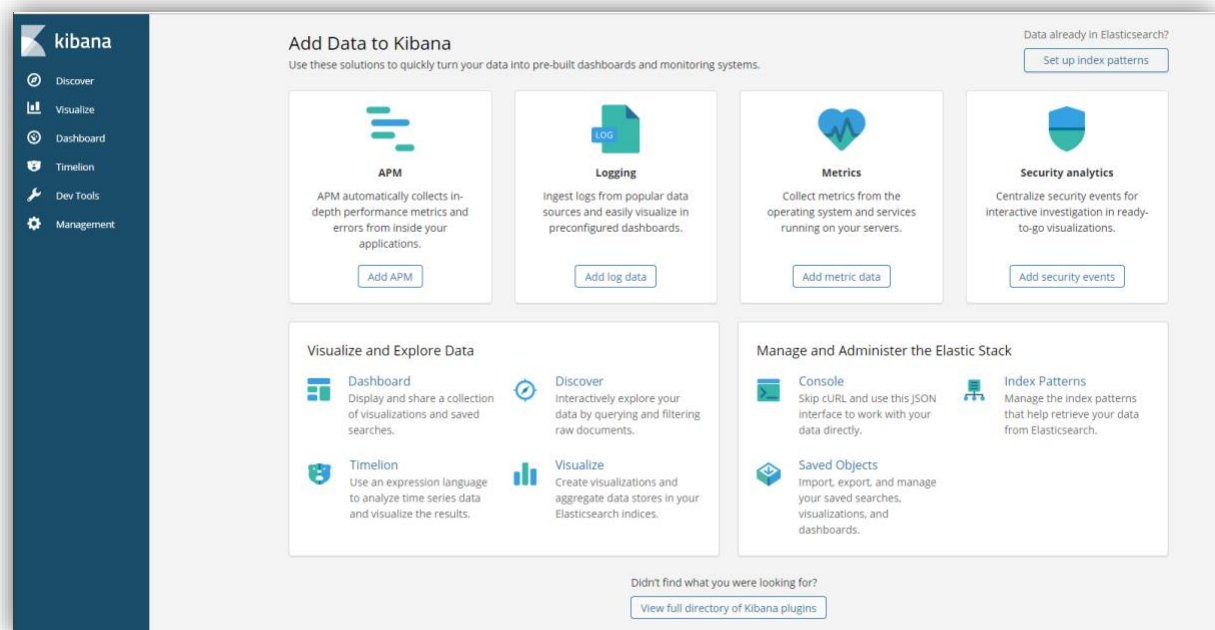 kibana
Discover
Visualize
Dashboard
Timelion
Dev Tools
Management
Add Data to Kibana
Use these solutions to quickly turn your data into pre-built dashboards and monitoring systems.
Data already in Elasticsearch?
Set up index patterns
APM
APM automatically collects in-
depth performance metrics and
errors from inside your
applications.
Add APM
LOG
Logging
Ingest logs from popular data
sources and easily visualize in
preconfigured dashboards.
Add log data
Metrics
Collect metrics from the
operating system and services
running on your servers.
Add metric data
Security analytics
Centralize security events for
interactive investigation in ready-
to-go visualizations.
Add security events
Visualize and Explore Data
Dashboard
Display and share a collection
of visualizations and saved
searches.
Discover
Interactively explore your
data by querying and filtering
raw documents.
Timelion
Use an expression language
to analyze time series data
and visualize the results.
Visualize
Create visualizations and
aggregate data stores in your
Elasticsearch indices.
Manage and Administer the Elastic Stack
Console
Skip cURL and use this JSON
interface to work with your
data directly.
Index Patterns
Manage the index patterns
that help retrieve your data
from Elasticsearch.
Saved Objects
Import, export, and manage
your saved searches,
visualizations, and
dashboards.
Didn't find what you were looking for?
View full directory of Kibana plugins